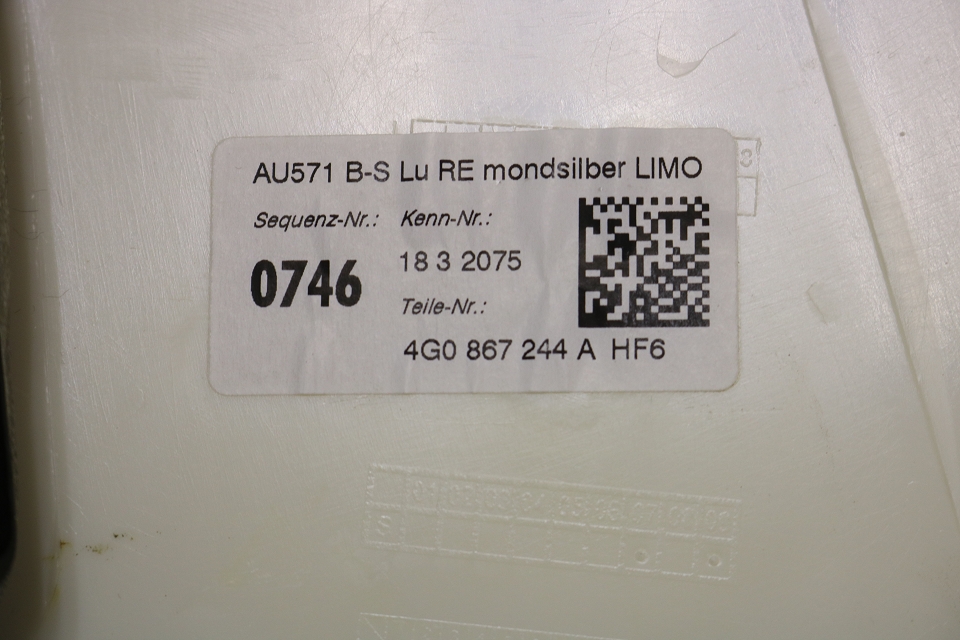 AU571 B-S Lu RE mondsilber LIMO
Sequenz-Nr.: Kenn-Nr.:
0746 18 3 2075
Teile-Nr.:
4G0 867 244 A HF6
S